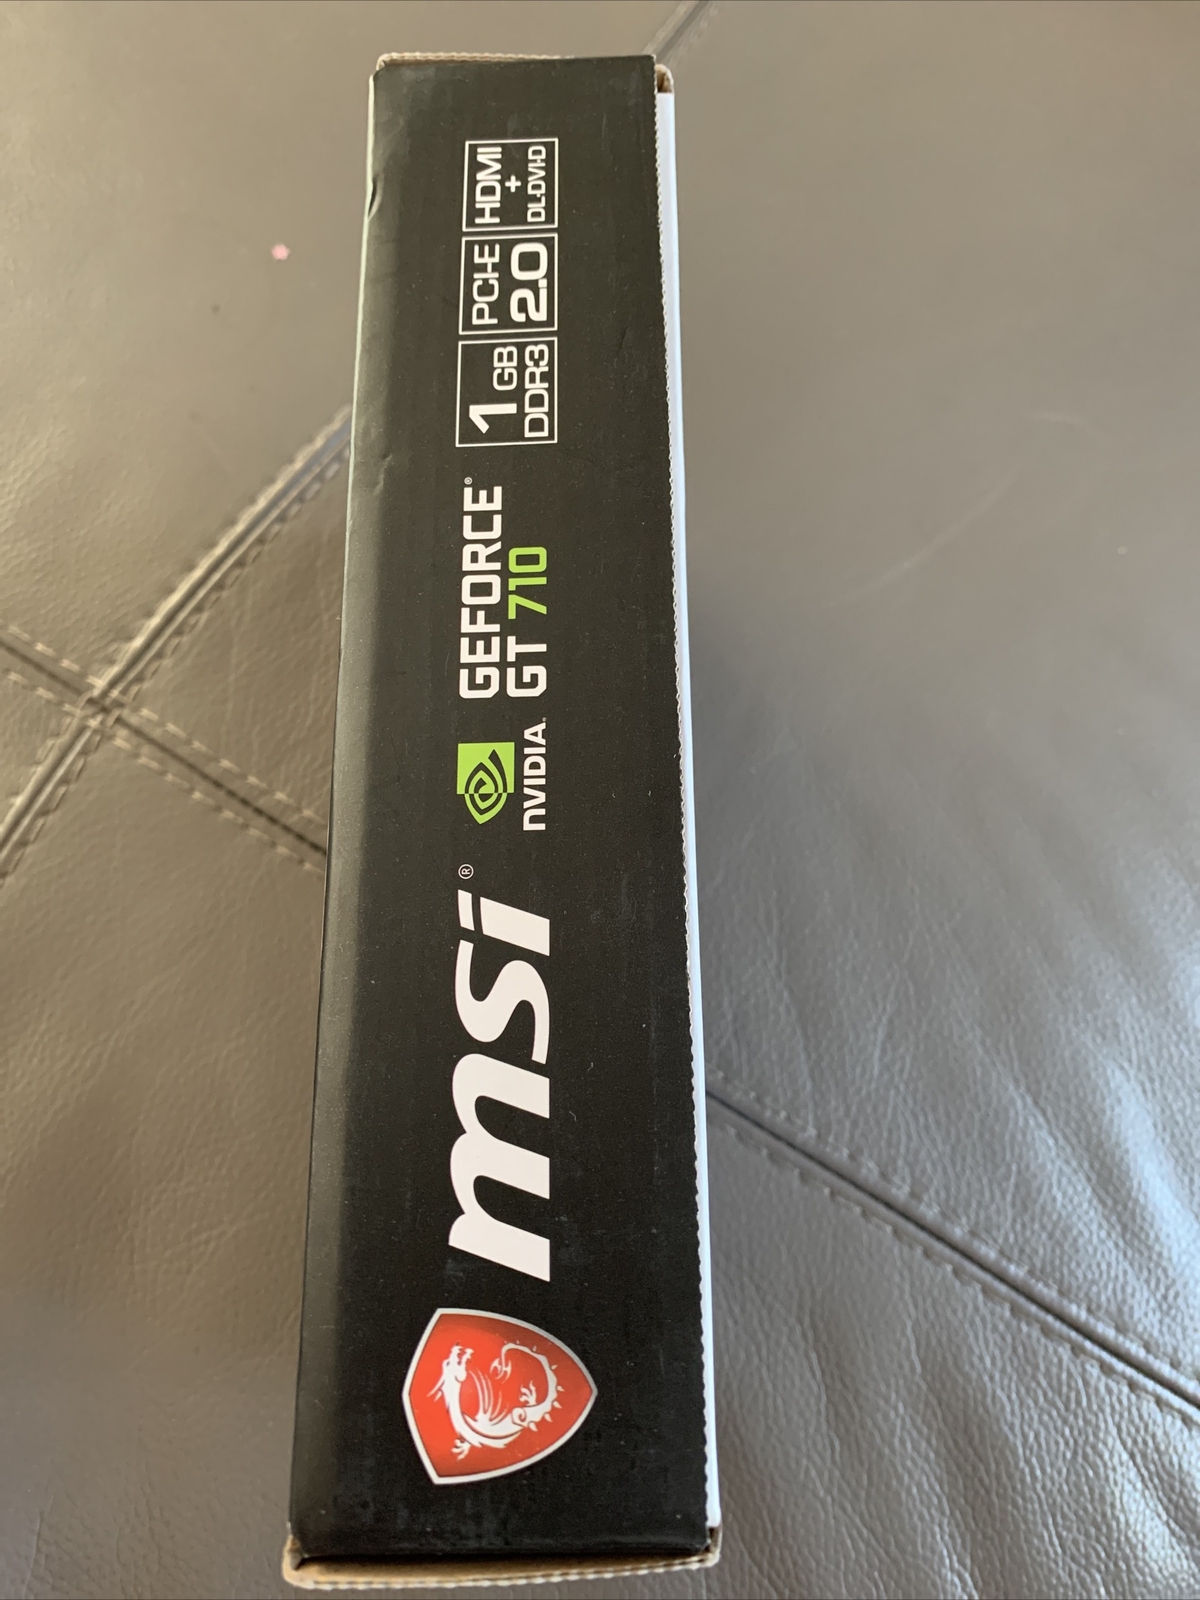 msi®
NVIDIA.
GEFORCE®
GT 710
1 GB
DDR3
PCI-E
2.0
HDMI
+
DL-DVI-D